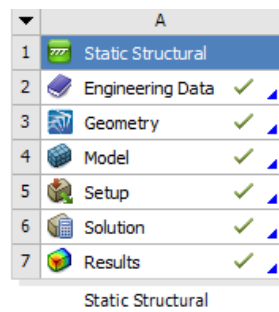 A
1 Static Structural
2 Engineering Data
3 Geometry
4 Model
5 Setup
6 Solution
7 Results
Static Structural